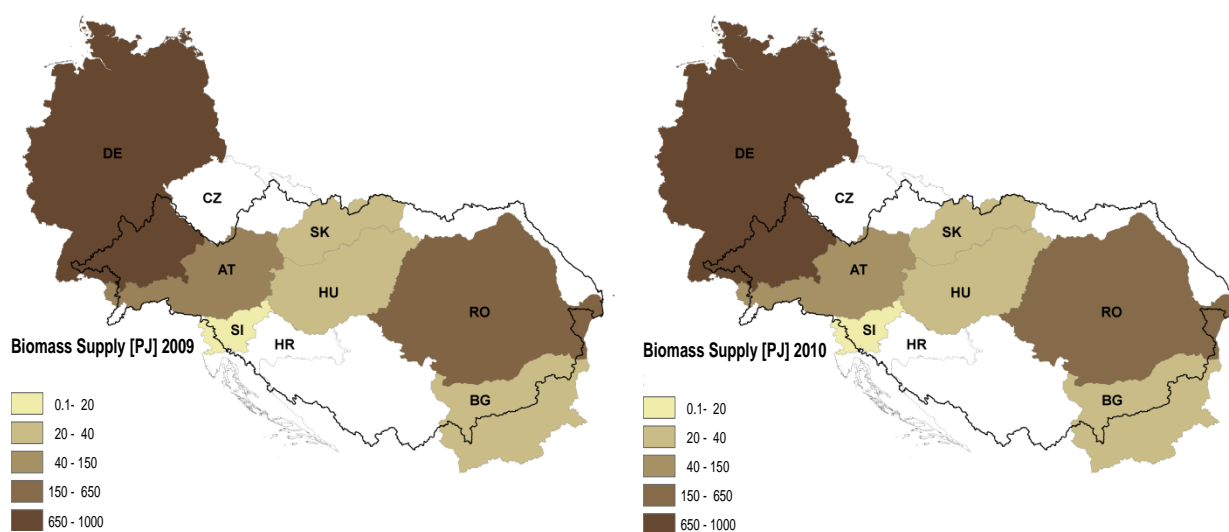 DE
CZ
SK
AT
HU
SI
RO
HR
Biomass Supply [PJ] 2009
BG
0.1- 20
20 - 40
40 - 150
150 - 650
650 - 1000
DE
CZ
SK
AT
HU
RO
SI
HR
Biomass Supply [PJ] 2010
BG
0.1- 20
20 - 40
40 - 150
150 - 650
650 - 1000